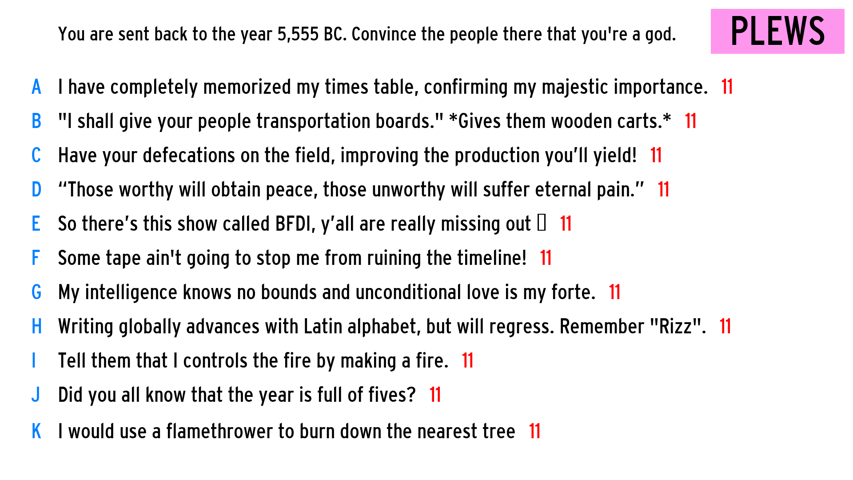 You are sent back to the year 5,555 BC. Convince the people there that you're a god.
PLEWS
A I have completely memorized my times table, confirming my majestic importance. 11
B "I shall give your people transportation boards." *Gives them wooden carts.* 11
C Have your defecations on the field, improving the production you’ll yield! 11
D “Those worthy will obtain peace, those unworthy will suffer eternal pain.” 11
E So there’s this show called BFDI, y’all are really missing out 11
F Some tape ain't going to stop me from ruining the timeline! 11
G My intelligence knows no bounds and unconditional love is my forte. 11
H Writing globally advances with Latin alphabet, but will regress. Remember "Rizz". 11
I Tell them that I controls the fire by making a fire. 11
J Did you all know that the year is full of fives? 11
K I would use a flamethrower to burn down the nearest tree 11